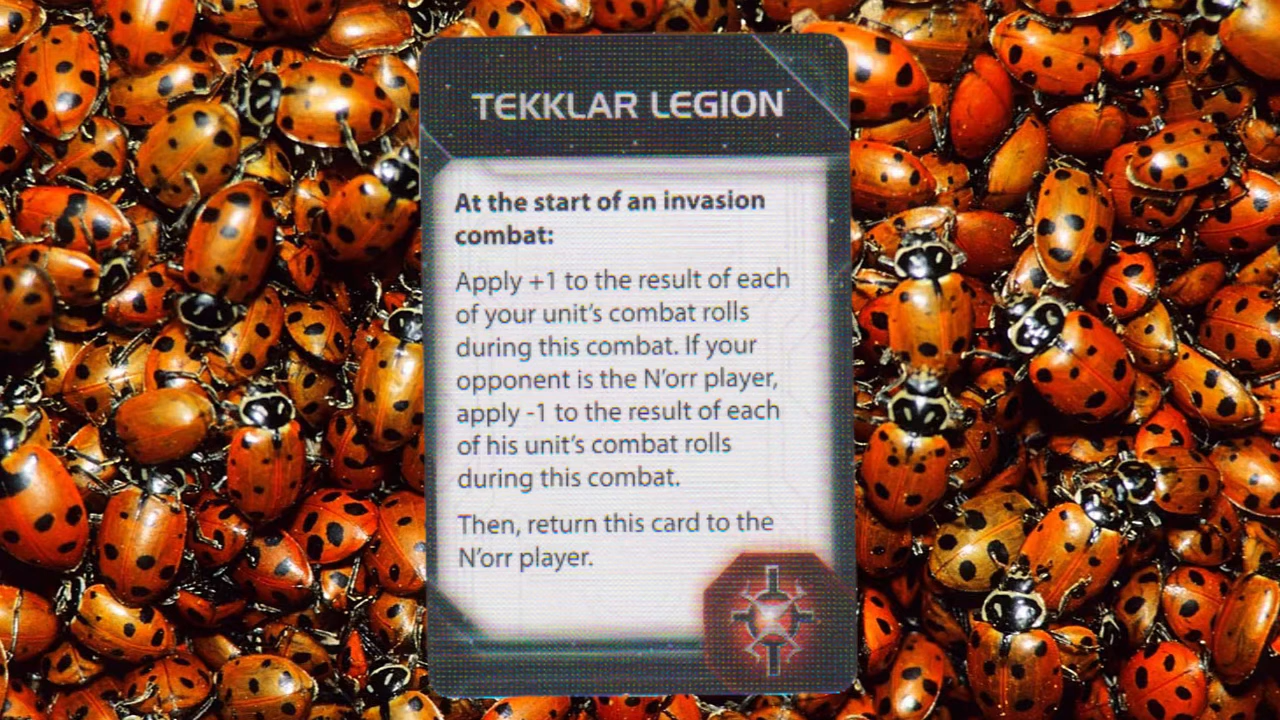 TEKKLAR LEGION
At the start of an invasion
combat:
Apply +1 to the result of each
of your unit's combat rolls
during this combat. If your
opponent is the N'orr player,
apply -1 to the result of each
of his unit's combat rolls
during this combat.
Then, return this card to the
N'orr player.